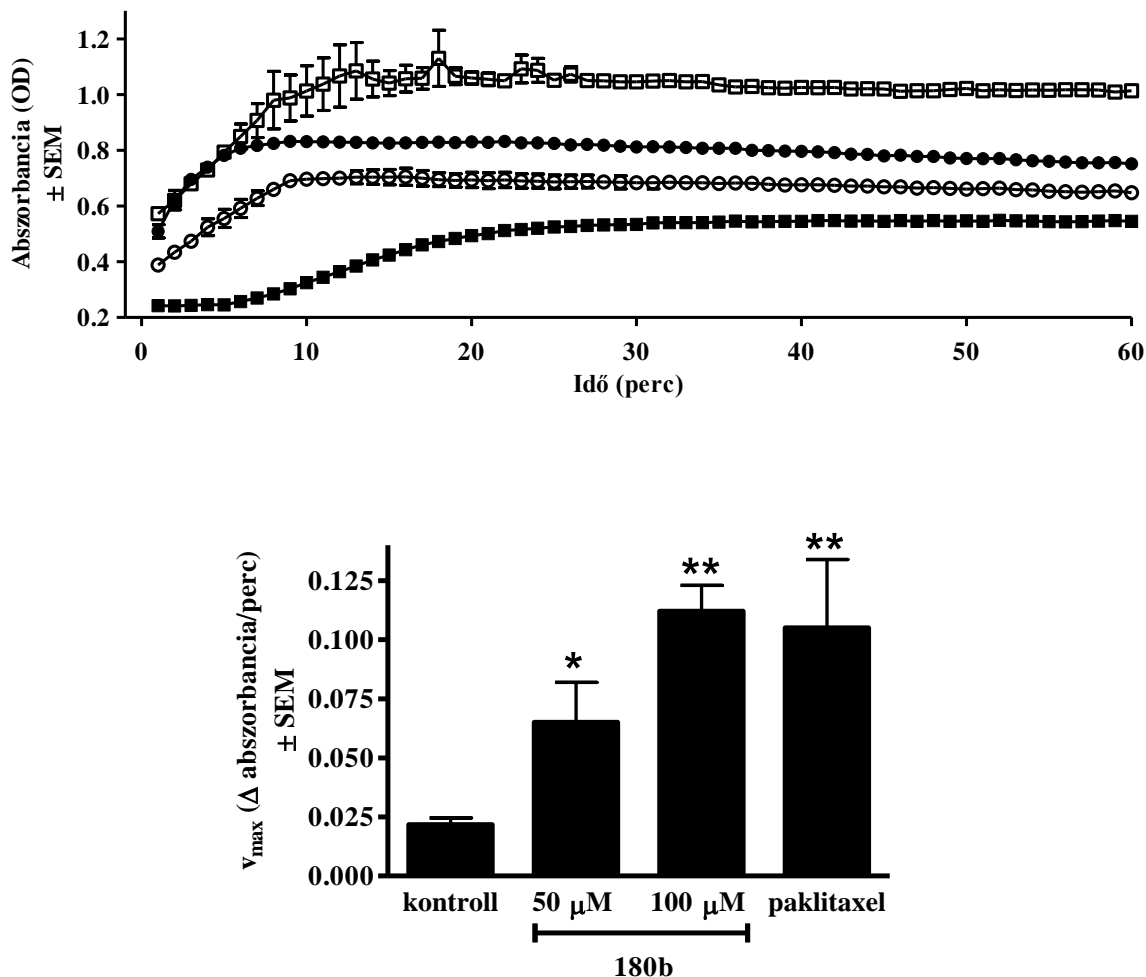 Abszorbancia (OD)
± SEM
1.2
1.0
0.8
0.6
0.4
0.2
0
10
20
30
40
50
60
Idő (perc)
vmax (Δ abszorbancia/perc)
± SEM
0.125
0.100
0.075
0.050
0.025
0.000
*
**
**
kontroll
50 μM
100 μM
paklitaxel
180b